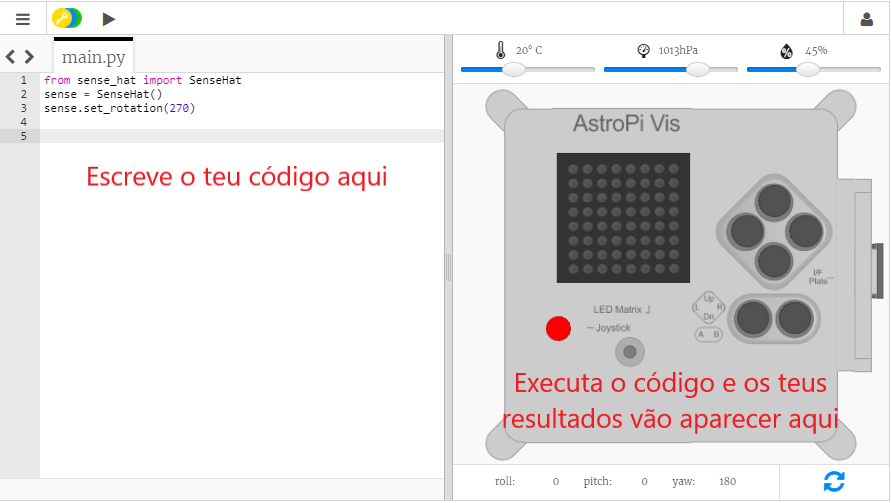 main.py
1 from sense_hat import SenseHat
2 sense = SenseHat()
3 sense.set_rotation(270)
4
5
Escreve o teu código aqui
20° C
1013hPa
45%
AstroPi Vis
I/P
Plate
LED Matrix
Joystick
Up
L R
Dn
A B
Executa o código e os teus
resultados vão aparecer aqui
roll: 0 pitch: 0 yaw: 180